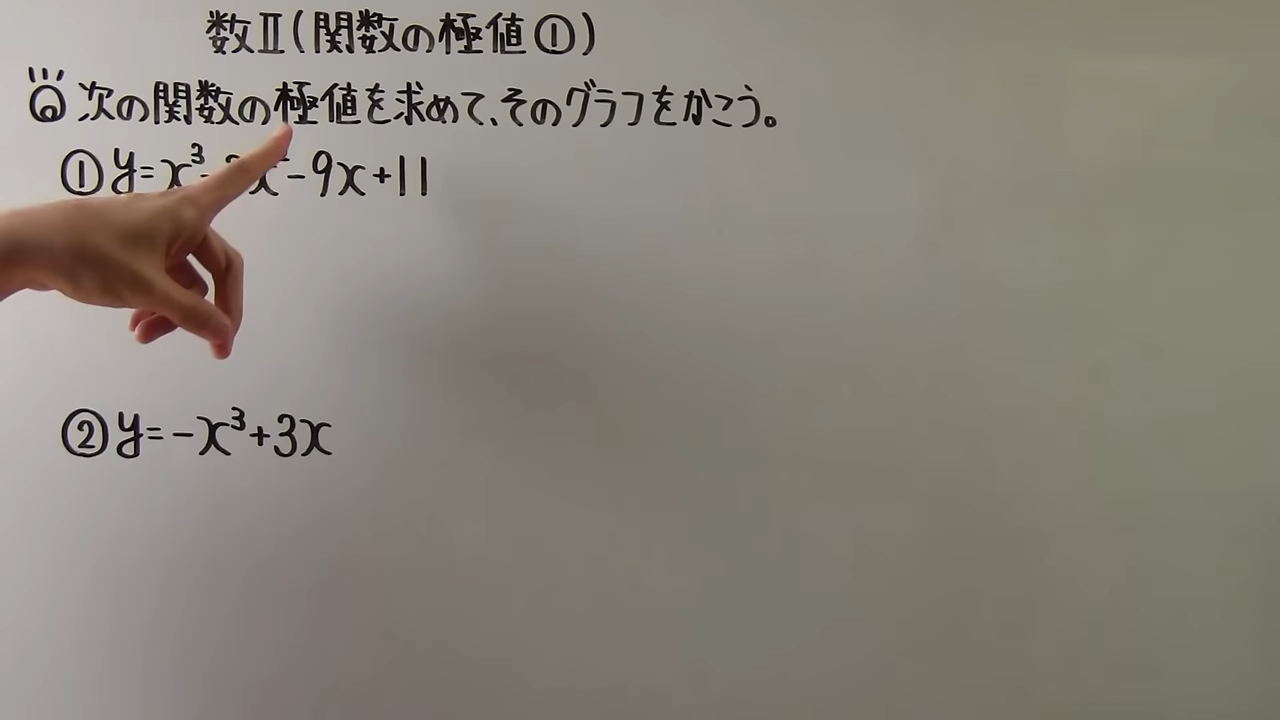 数Ⅱ(関数の極値①)
◎次の関数の極値を求めて、そのグラフをかこう。
①y=x³- x -9x+11
②y=-x³+3x